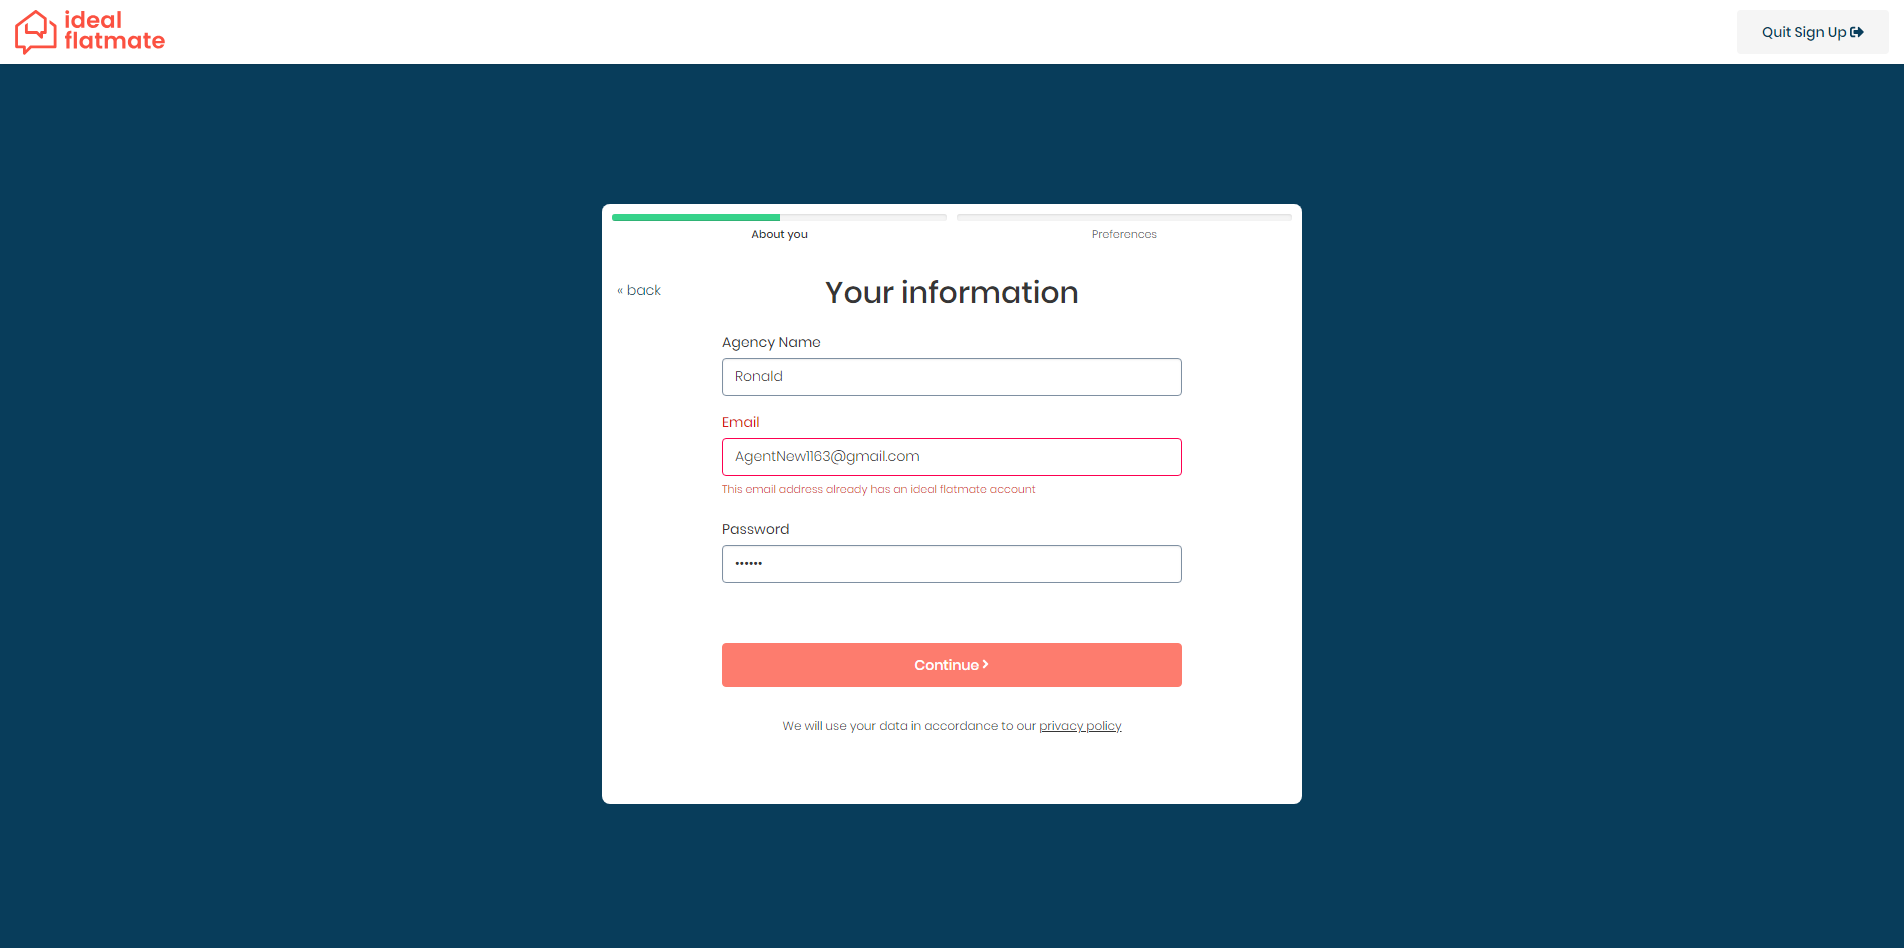 ideal
flatmate
Quit Sign Up
About you
Preferences
« back
Your information
Agency Name
Ronald
Email
AgentNew1163@gmail.com
This email address already has an ideal flatmate account
Password
••••••
Continue
We will use your data in accordance to our privacy policy